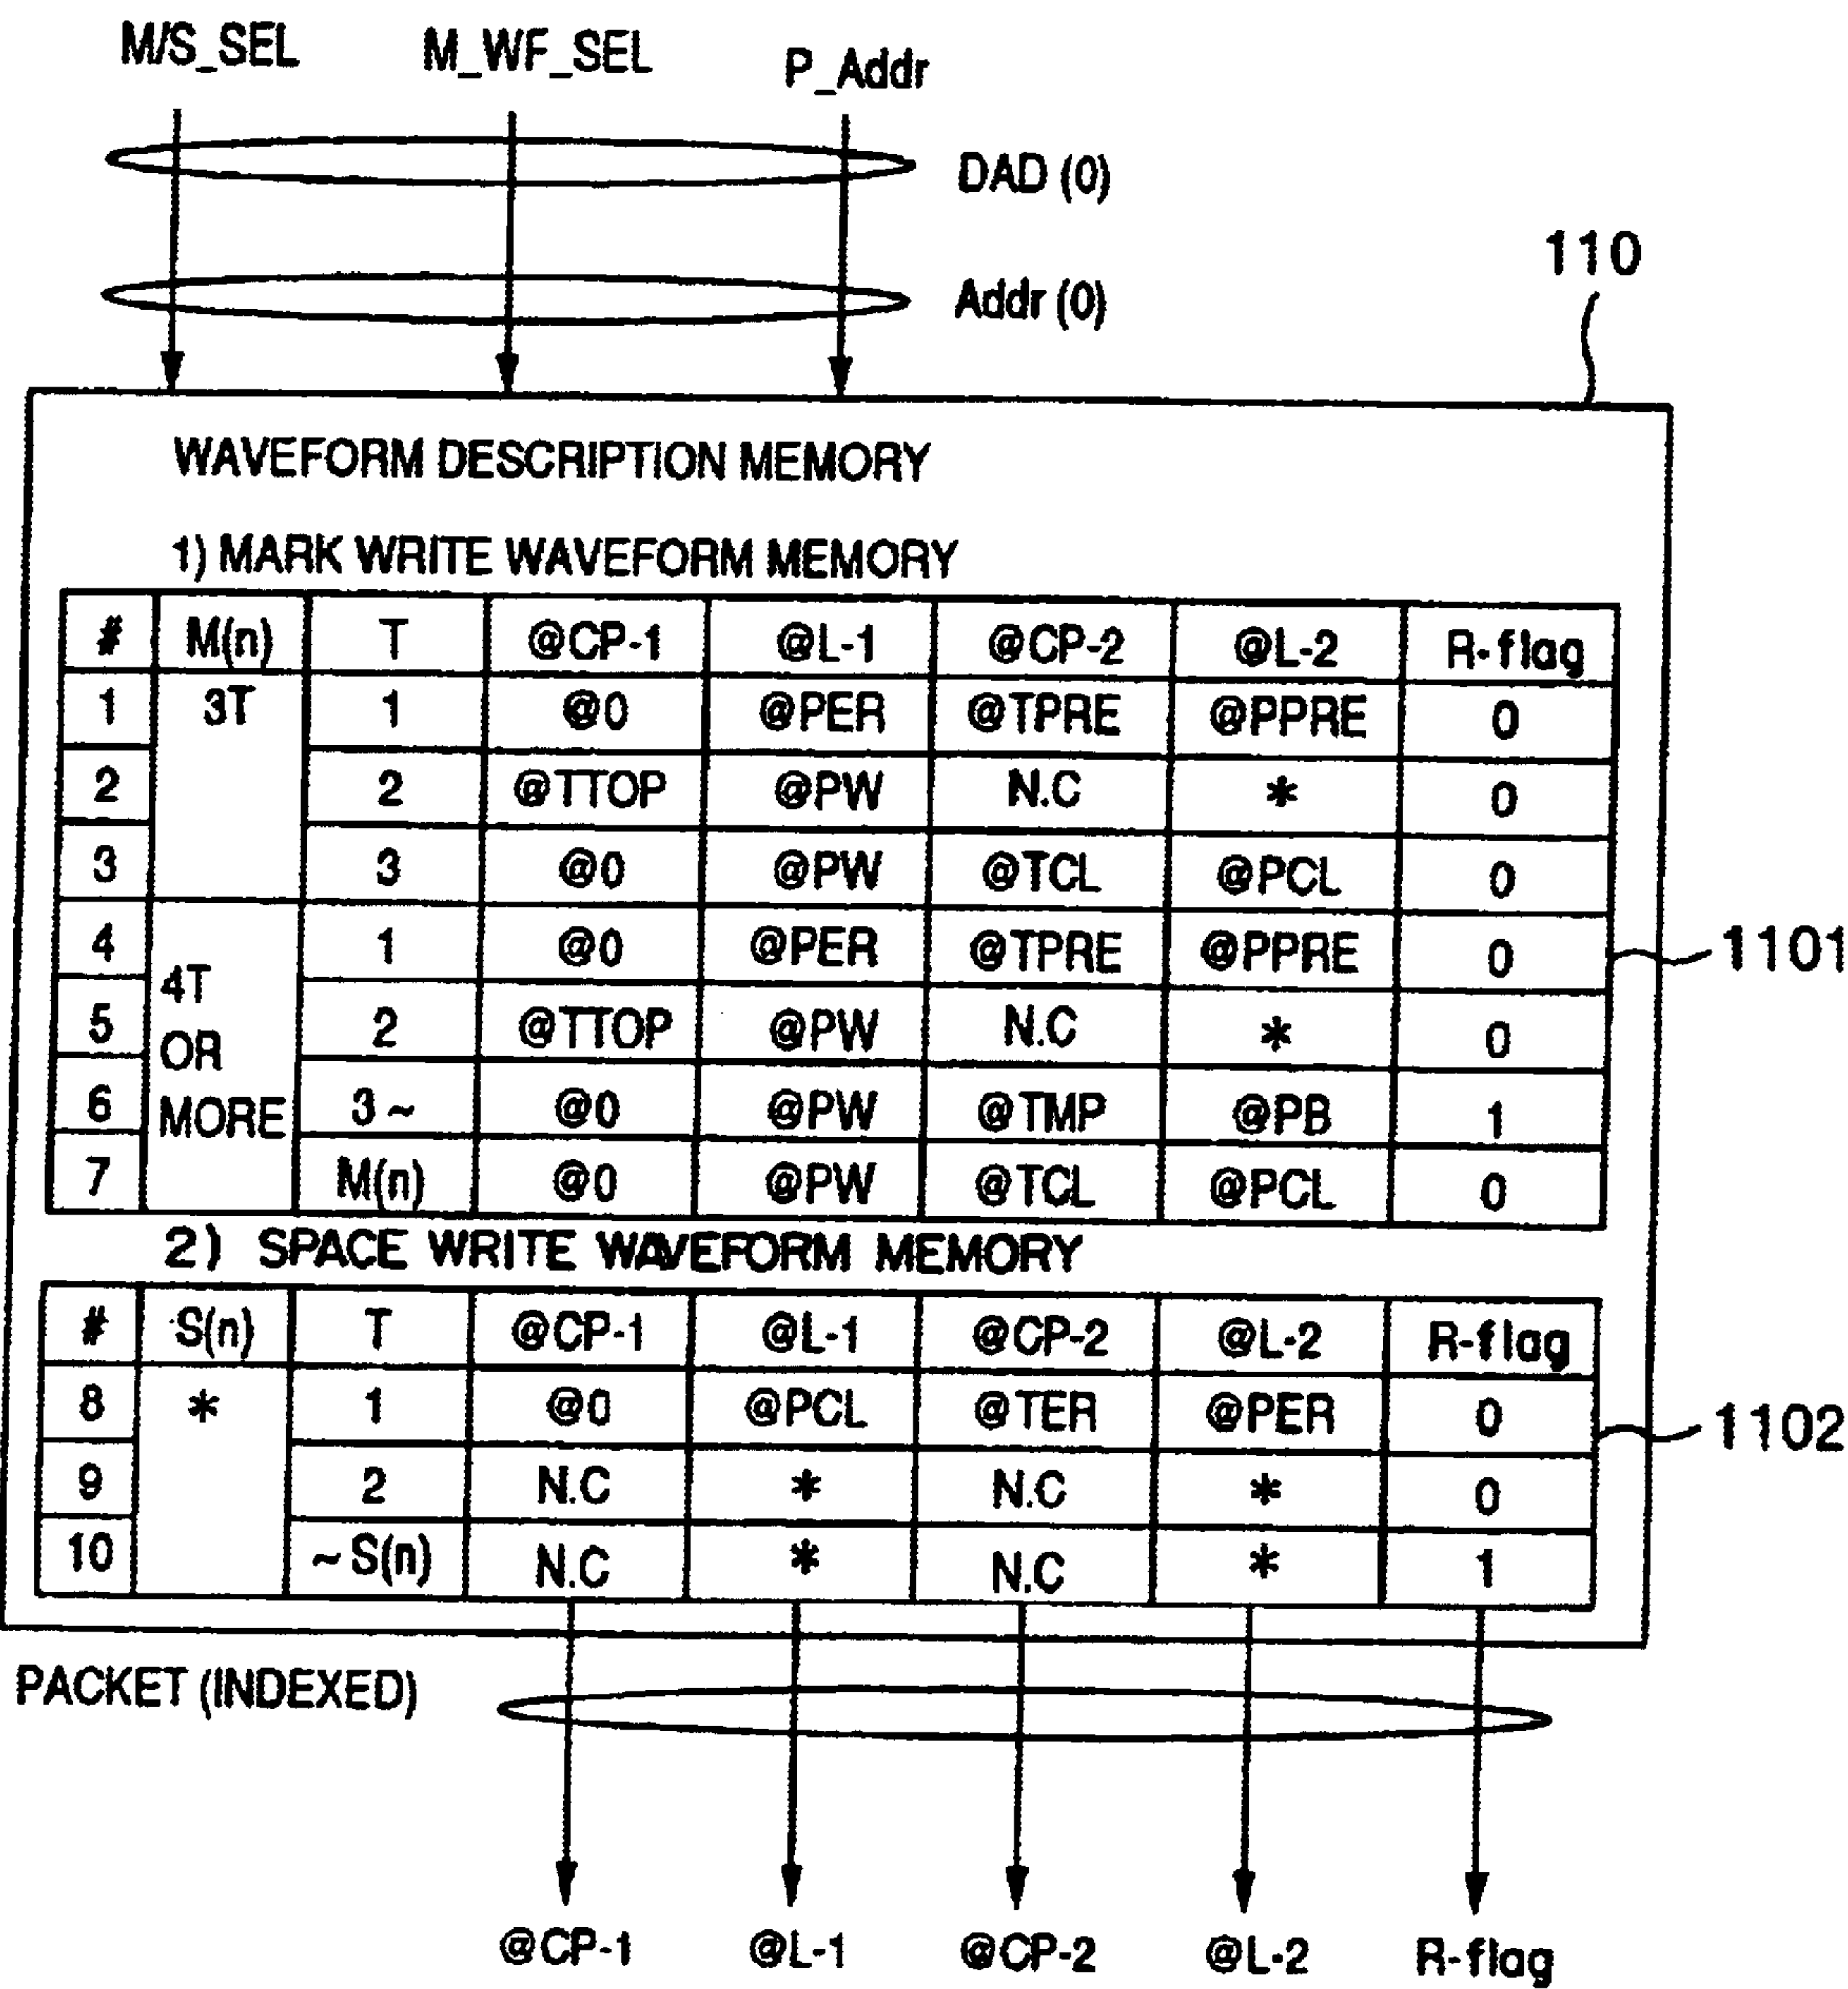 M/S_SEL M_WF_SEL P_Addr
DAD (0)
Addr (0)
110
WAVEFORM DESCRIPTION MEMORY
1) MARK WRITE WAVEFORM MEMORY
# M(n) T @CP-1 @L-1 @CP-2 @L-2 R-flag
1 3T 1 @0 @PER @TPRE @PPRE 0
2 2 @TTOP @PW N.C * 0
3 3 @0 @PW @TCL @PCL 0
4 4T 1 @0 @PER @TPRE @PPRE 0
1101
5 OR 2 @TTOP @PW N.C * 0
6 MORE 3~ @0 @PW @TMP @PB 1
7 M(n) @0 @PW @TCL @PCL 0
2) SPACE WRITE WAVEFORM MEMORY
# S(n) T @CP-1 @L-1 @CP-2 @L-2 R-flag
8 * 1 @0 @PCL @TER @PER 0
1102
9 2 N.C * N.C * 0
10 ~S(n) N.C * N.C * 1
PACKET (INDEXED)
@CP-1 @L-1 @CP-2 @L-2 R-flag